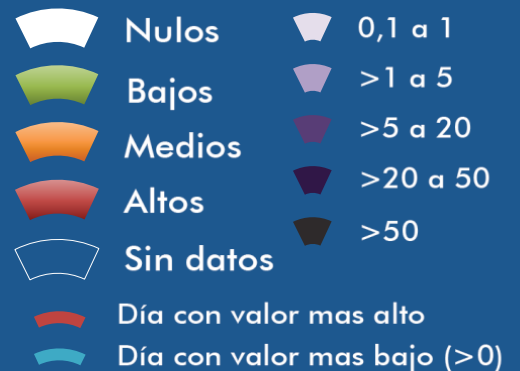 Nulos
Bajos
Medios
Altos
Sin datos
0,1 a 1
>1 a 5
>5 a 20
>20 a 50
>50
Día con valor mas alto
Día con valor mas bajo (>0)